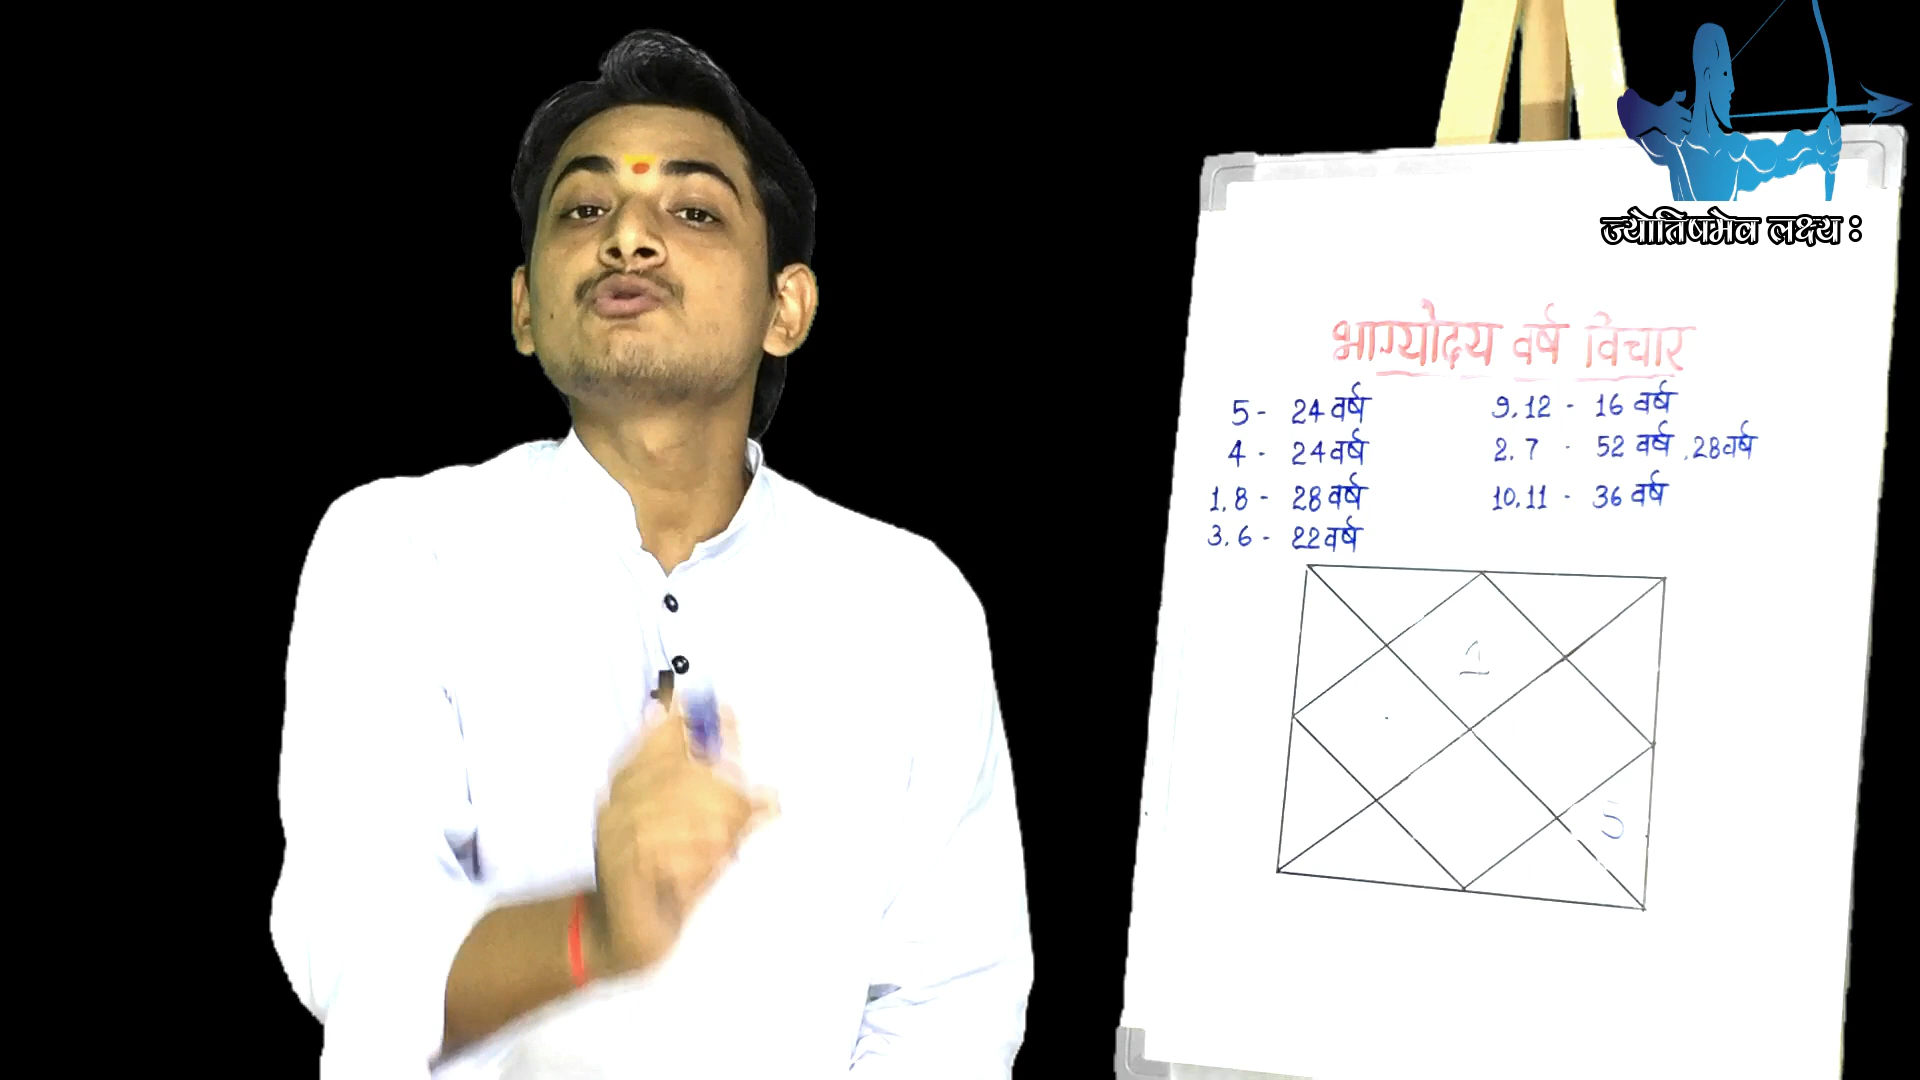 ज्योतिषमेव लक्ष्य :
भाग्योदय वर्ष विचार
5 - 24 वर्ष
4 - 24 वर्ष
1, 8 - 28 वर्ष
3, 6 - 22 वर्ष
9, 12 - 16 वर्ष
2, 7 - 52 वर्ष, 28 वर्ष
10, 11 - 36 वर्ष
1
5